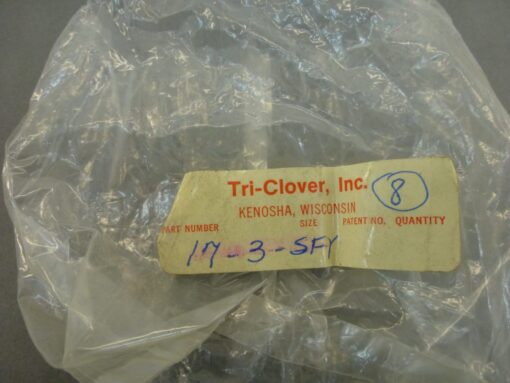 Tri-Clover, Inc. 8
KENOSHA, WISCONSIN
PART NUMBER SIZE PATENT NO. QUANTITY
17-3-SFY